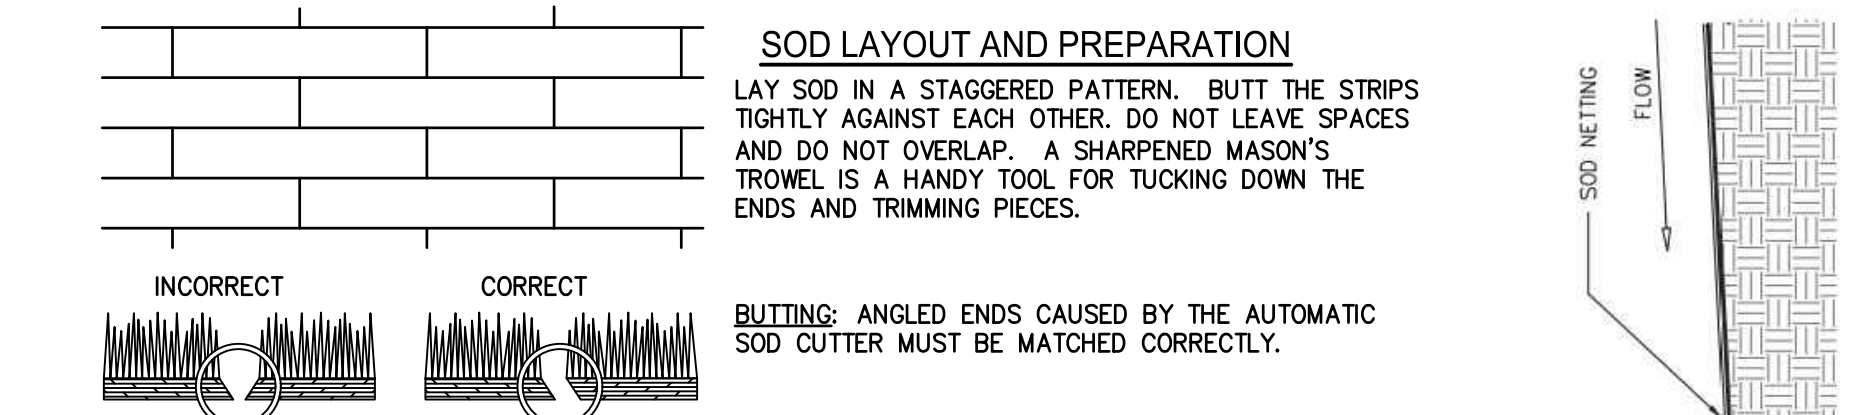 SOD LAYOUT AND PREPARATION
LAY SOD IN A STAGGERED PATTERN. BUTT THE STRIPS
TIGHTLY AGAINST EACH OTHER. DO NOT LEAVE SPACES
AND DO NOT OVERLAP. A SHARPENED MASON'S
TROWEL IS A HANDY TOOL FOR TUCKING DOWN THE
ENDS AND TRIMMING PIECES.
INCORRECT
CORRECT
BUTTING: ANGLED ENDS CAUSED BY THE AUTOMATIC
SOD CUTTER MUST BE MATCHED CORRECTLY.
SOD NETING
FLOW